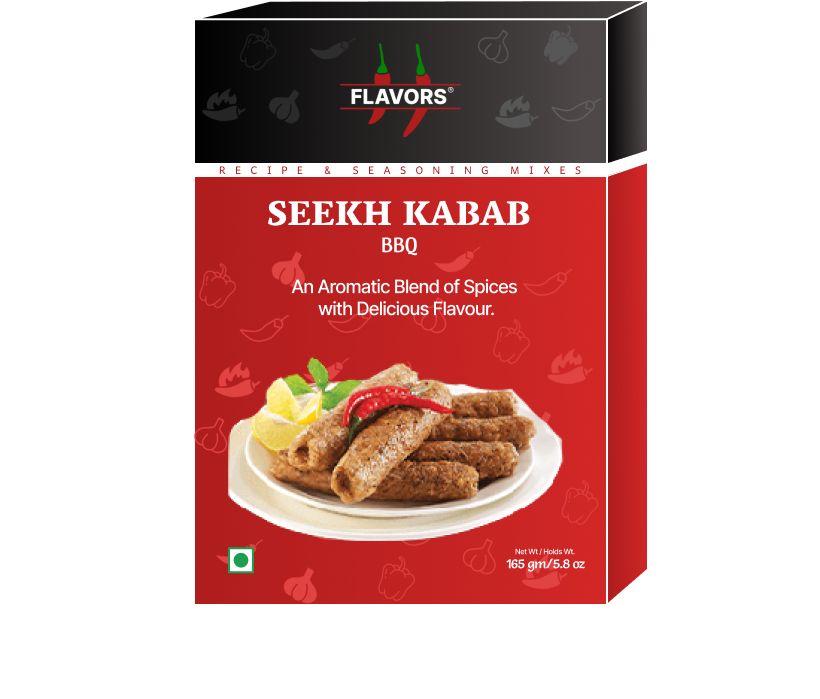 FLAVORS®
RECIPE & SEASONING MIXES
SEEKH KABAB
BBQ
An Aromatic Blend of Spices
with Delicious Flavour.
Net Wt / Holds Wt.
165 gm/5.8 oz